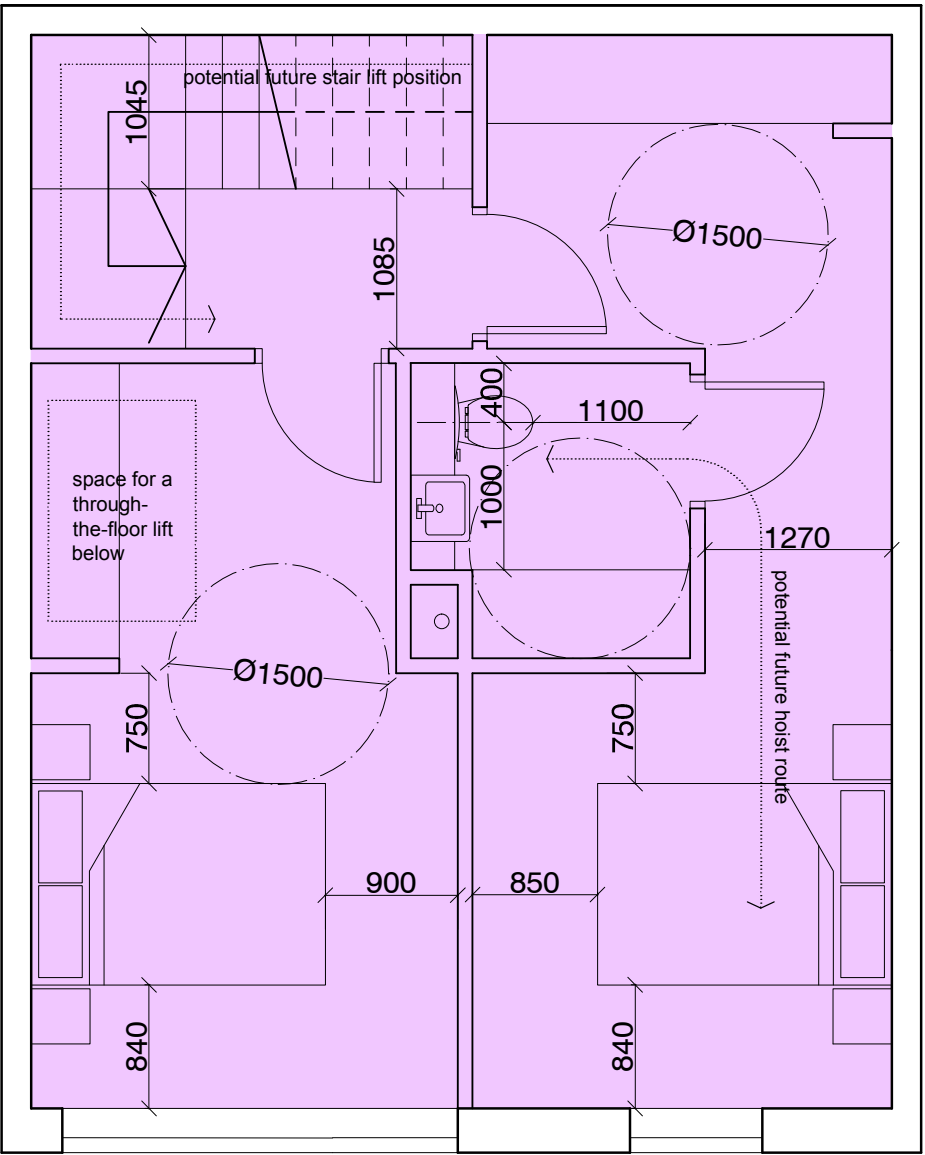 potential future stair lift position
1045
1085
Ø1500
400
1100
1000
space for a
through-
the-floor lift
below
1270
potential future hoist route
Ø1500
750
750
900
850
840
840